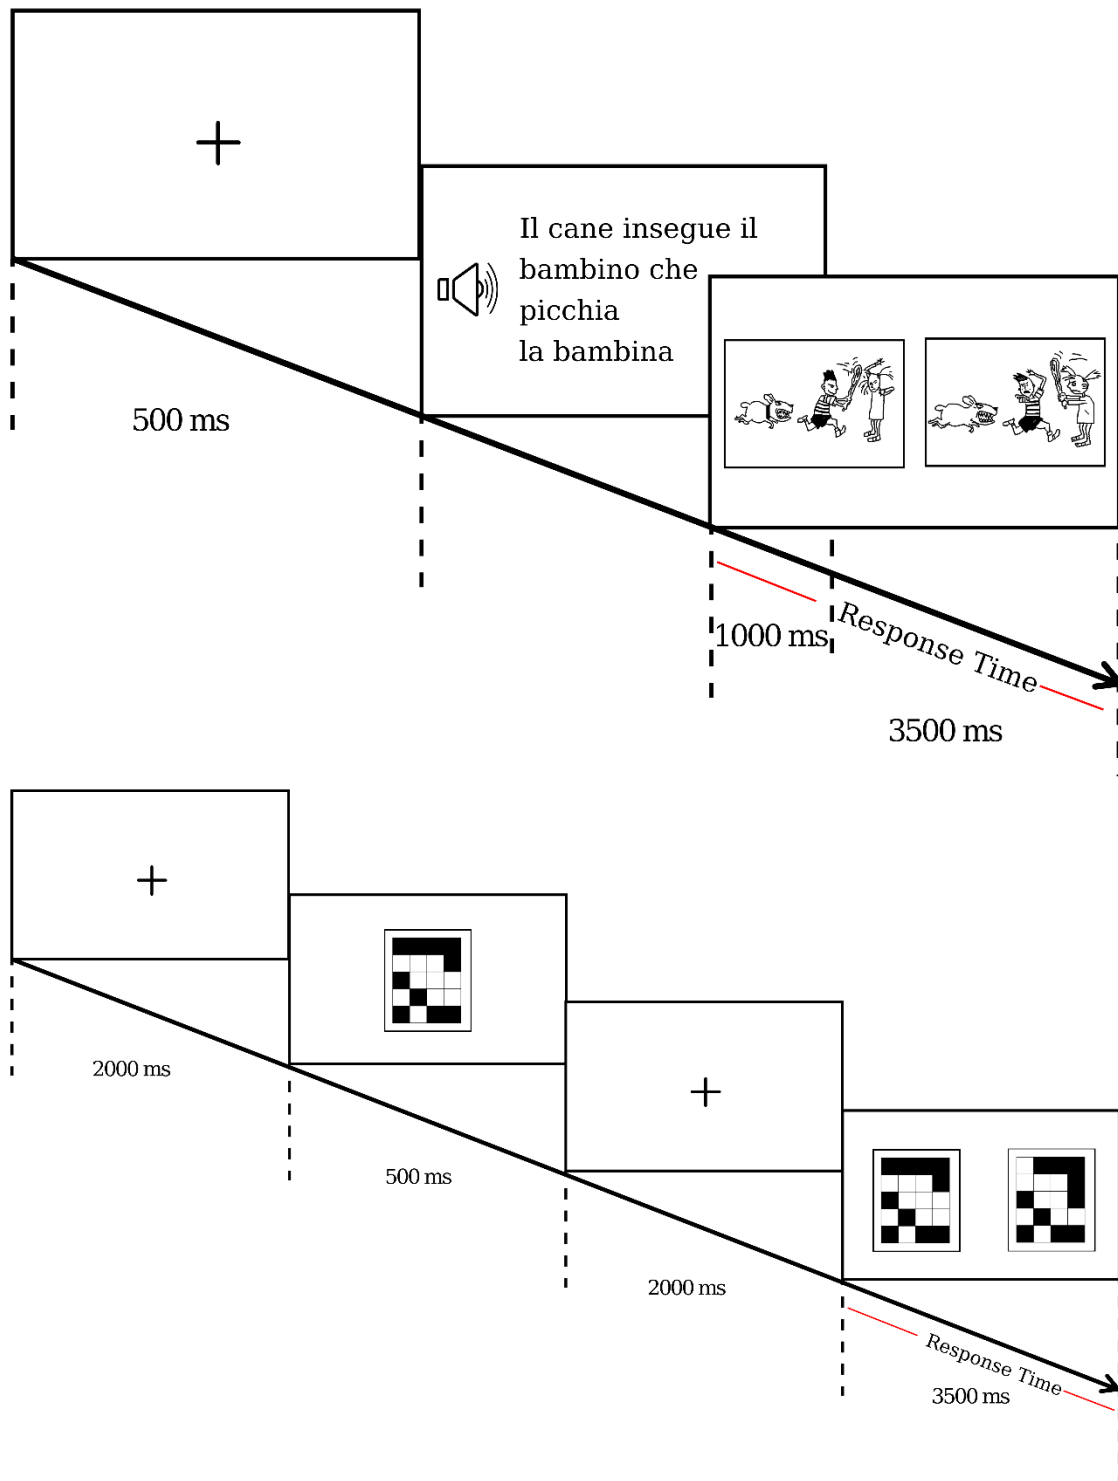 Il cane insegue il
bambino che
picchia
la bambina
500 ms
1000 ms
Response Time
3500 ms
2000 ms
500 ms
2000 ms
Response Time
3500 ms